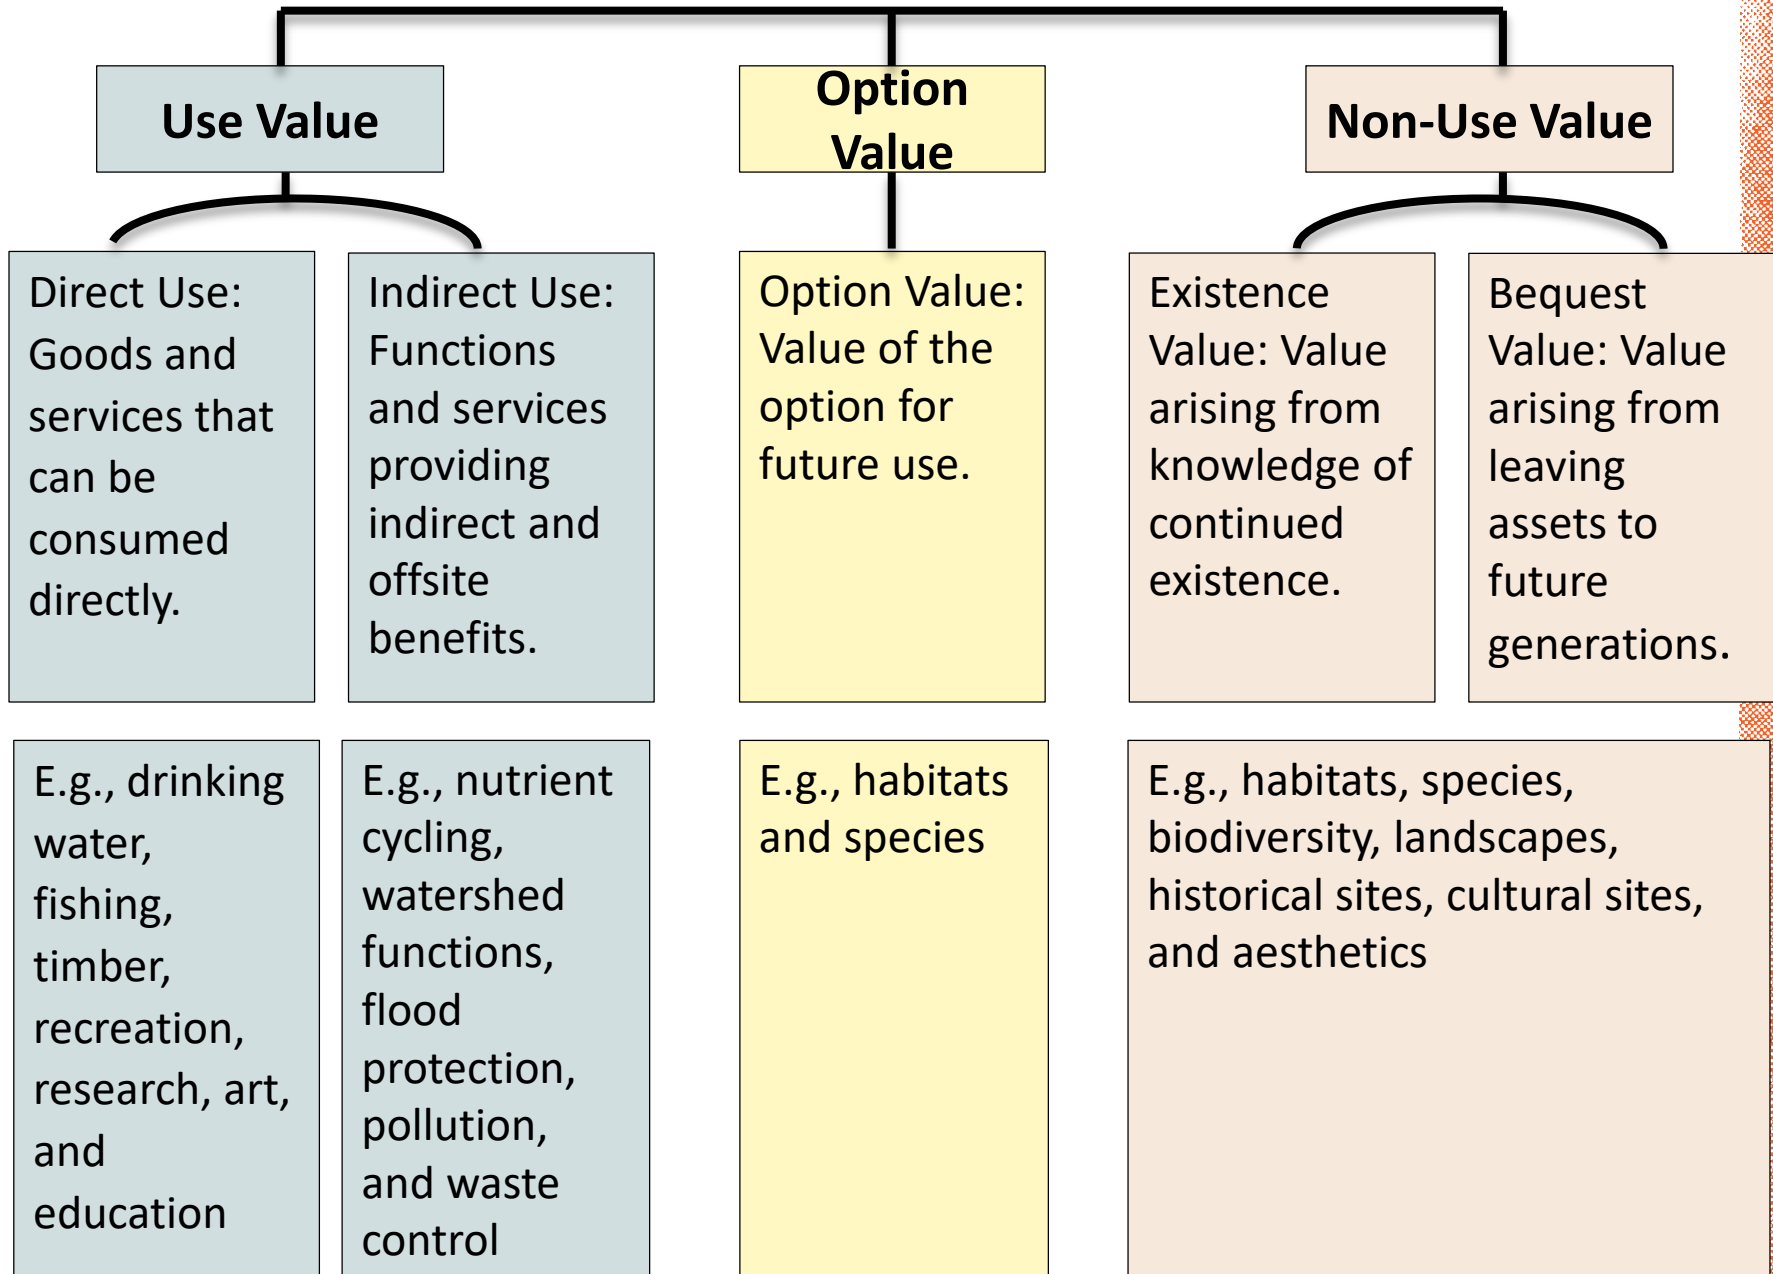 Use Value
Option
Value
Non-Use Value
Direct Use:
Goods and
services that
can be
consumed
directly.
Indirect Use:
Functions
and services
providing
indirect and
offsite
benefits.
Option Value:
Value of the
option for
future use.
Existence
Value: Value
arising from
knowledge of
continued
existence.
Bequest
Value: Value
arising from
leaving
assets to
future
generations.
E.g., drinking
water,
fishing,
timber,
recreation,
research, art,
and
education
E.g., nutrient
cycling,
watershed
functions,
flood
protection,
pollution,
and waste
control
E.g., habitats
and species
E.g., habitats, species,
biodiversity, landscapes,
historical sites, cultural sites,
and aesthetics